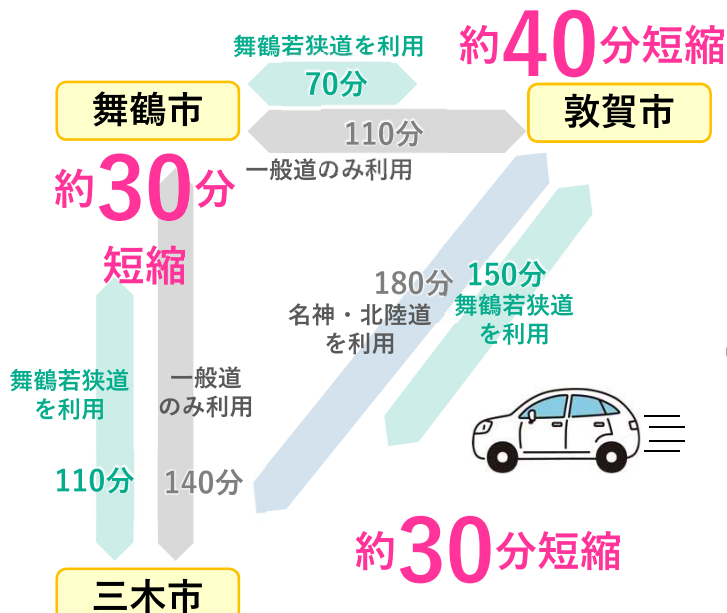 舞鶴若狭道を利用
約40分短縮
70分
舞鶴市
敦賀市
110分
一般道のみ利用
約30分
短縮
180分
名神・北陸道
を利用
150分
舞鶴若狭道
を利用
舞鶴若狭道
を利用
一般道
のみ利用
110分
140分
約30分短縮
三木市